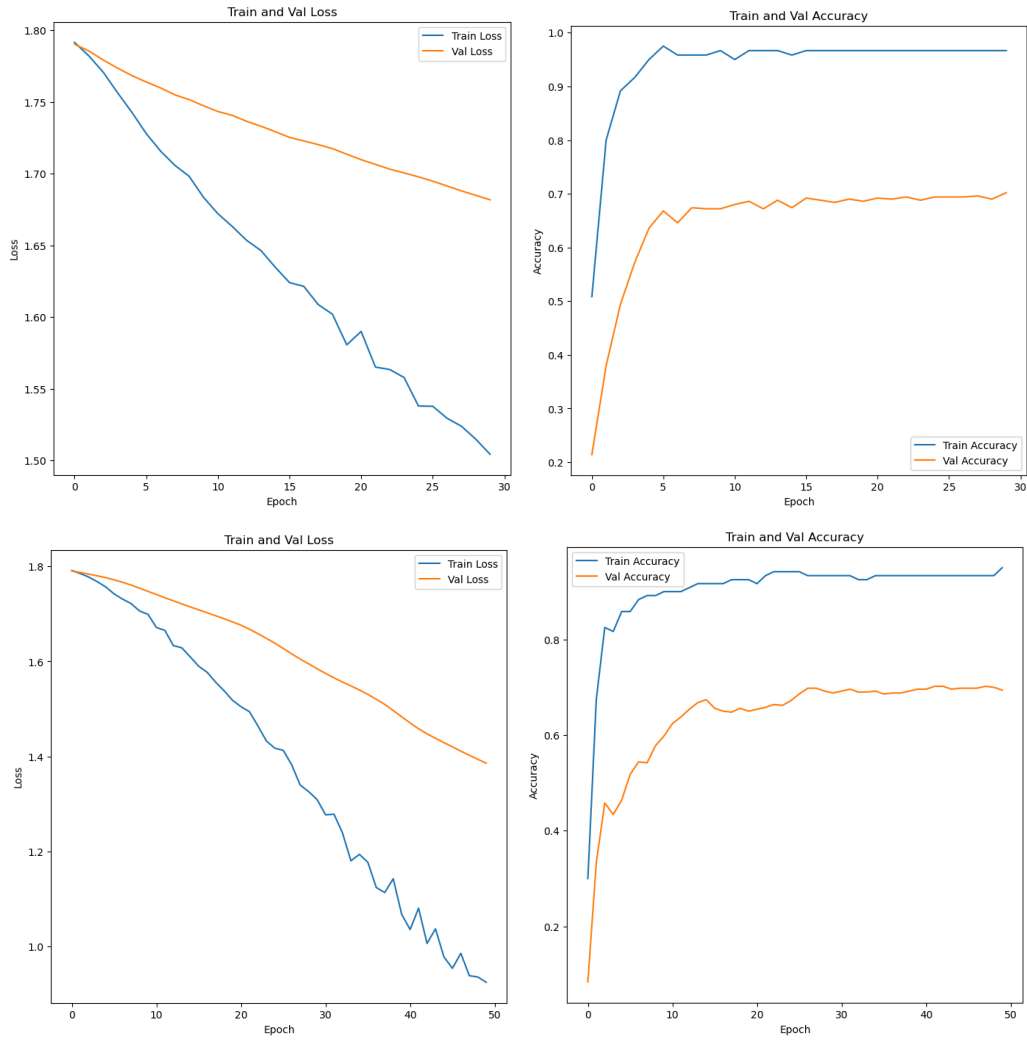 Train and Val Loss
Train Loss
Val Loss
1.80
1.75
1.70
1.65
1.60
1.55
1.50
Loss
0
5
10
15
20
25
30
Epoch
Train and Val Accuracy
1.0
0.9
0.8
0.7
0.6
0.5
0.4
0.3
0.2
Accuracy
Train Accuracy
Val Accuracy
0
5
10
15
20
25
30
Epoch
Train and Val Loss
Train Loss
Val Loss
1.8
1.6
1.4
1.2
1.0
Loss
0
10
20
30
40
50
Epoch
Train and Val Accuracy
Train Accuracy
Val Accuracy
0.8
0.6
0.4
0.2
Accuracy
0
10
20
30
40
50
Epoch